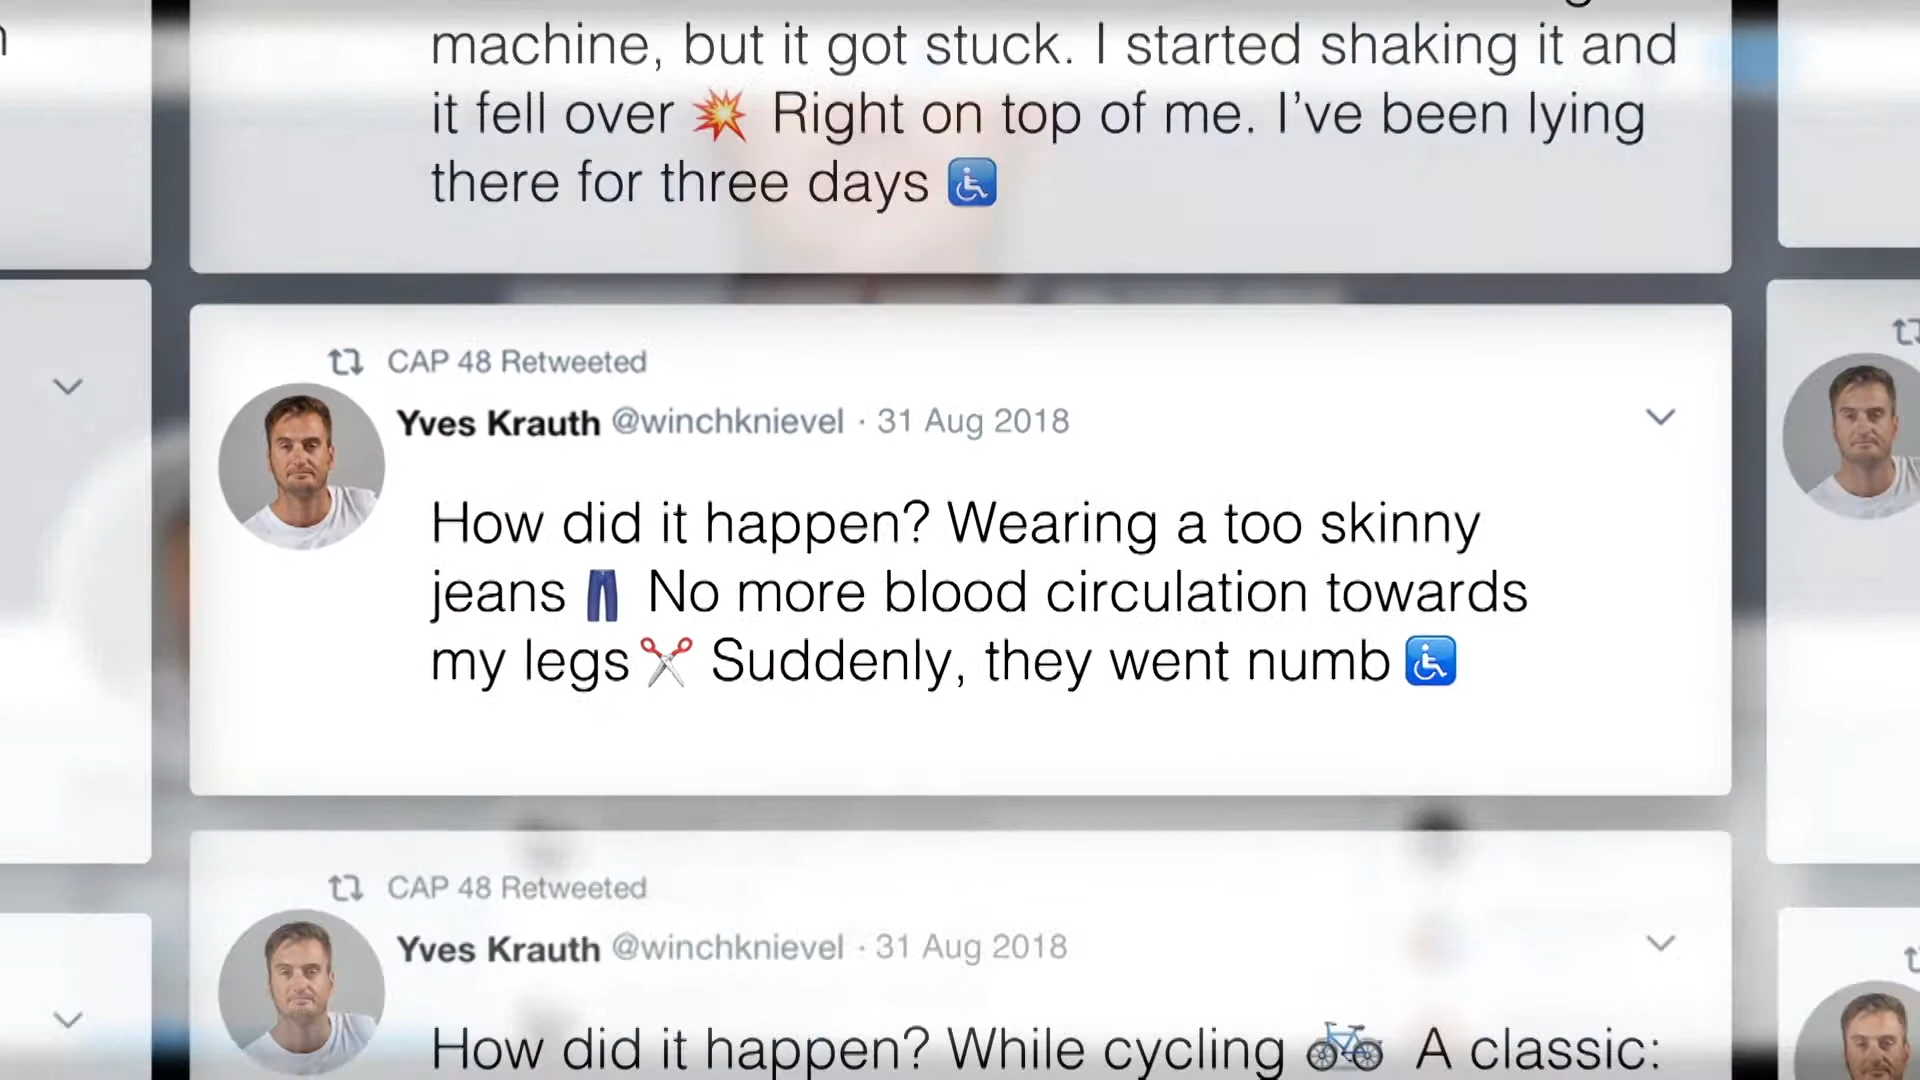 machine, but it got stuck. I started shaking it and
it fell over 💥 Right on top of me. I’ve been lying
there for three days ♿
CAP 48 Retweeted
Yves Krauth @winchknievel · 31 Aug 2018
How did it happen? Wearing a too skinny
jeans 👖 No more blood circulation towards
my legs ✂️ Suddenly, they went numb ♿
CAP 48 Retweeted
Yves Krauth @winchknievel · 31 Aug 2018
How did it happen? While cycling 🚲 A classic: